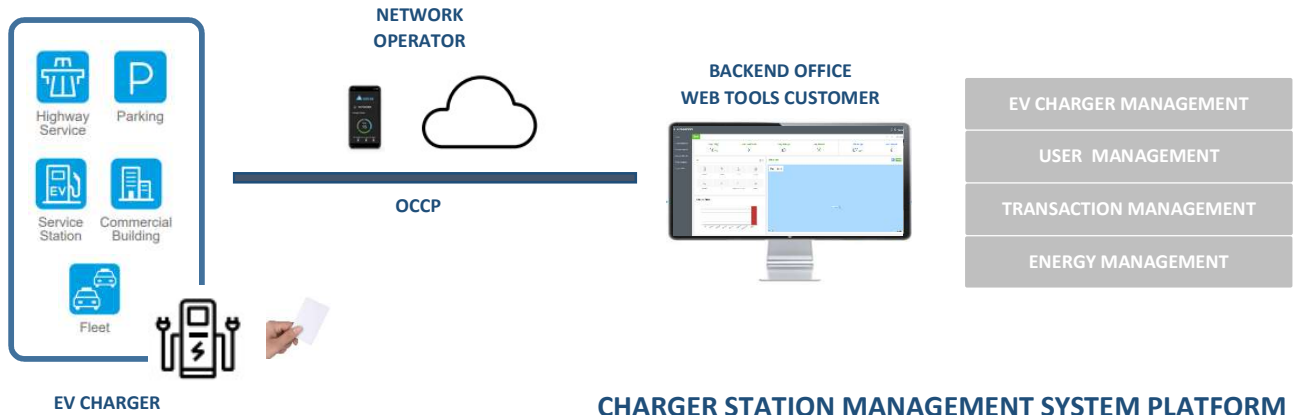 NETWORK
OPERATOR
Highway
Service
Parking
Service
Station
Commercial
Building
Fleet
EV
P
EV CHARGER
OCCP
BACKEND OFFICE
WEB TOOLS CUSTOMER
EV CHARGER MANAGEMENT
USER MANAGEMENT
TRANSACTION MANAGEMENT
ENERGY MANAGEMENT
CHARGER STATION MANAGEMENT SYSTEM PLATFORM